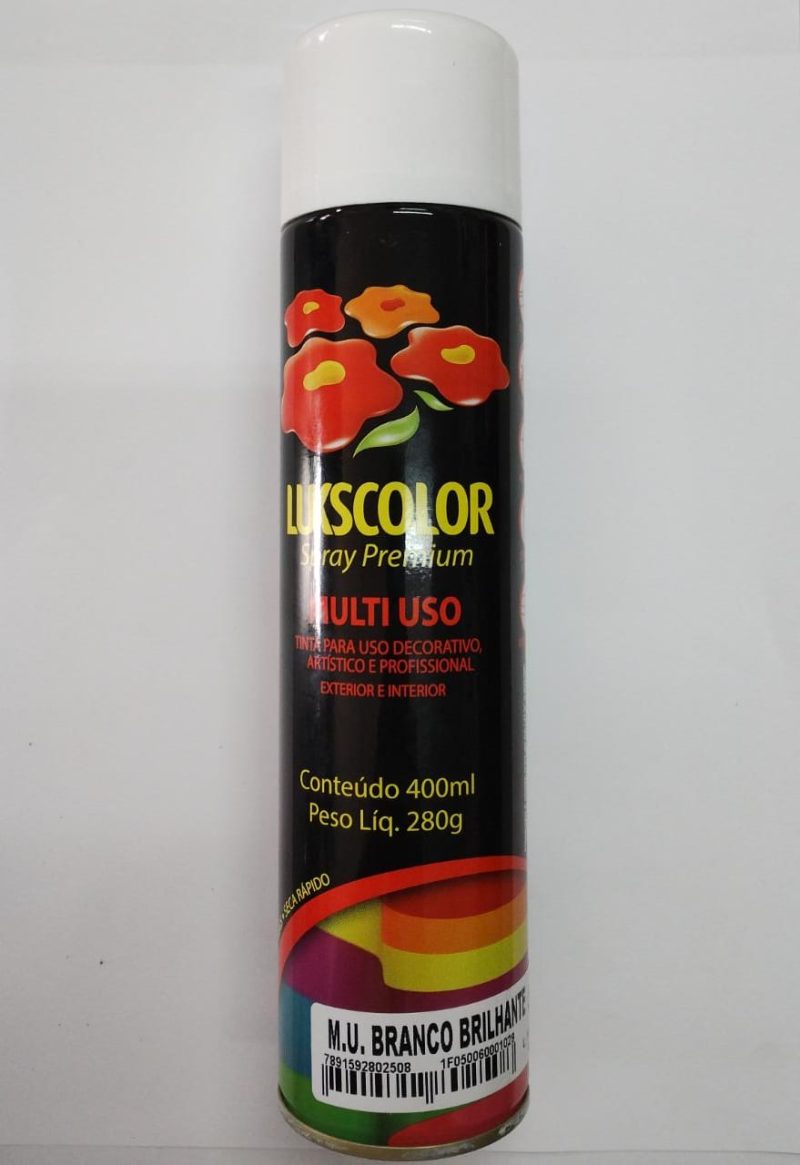 LUKSCOLOR
Spray Premium
MULTI USO
TINTA PARA USO DECORATIVO,
ARTÍSTICO E PROFISSIONAL
EXTERIOR E INTERIOR
Conteúdo 400ml
Peso Líq. 280g
• SECA RÁPIDO
M.U. BRANCO BRILHANTE
7891592802508 1F050060001028